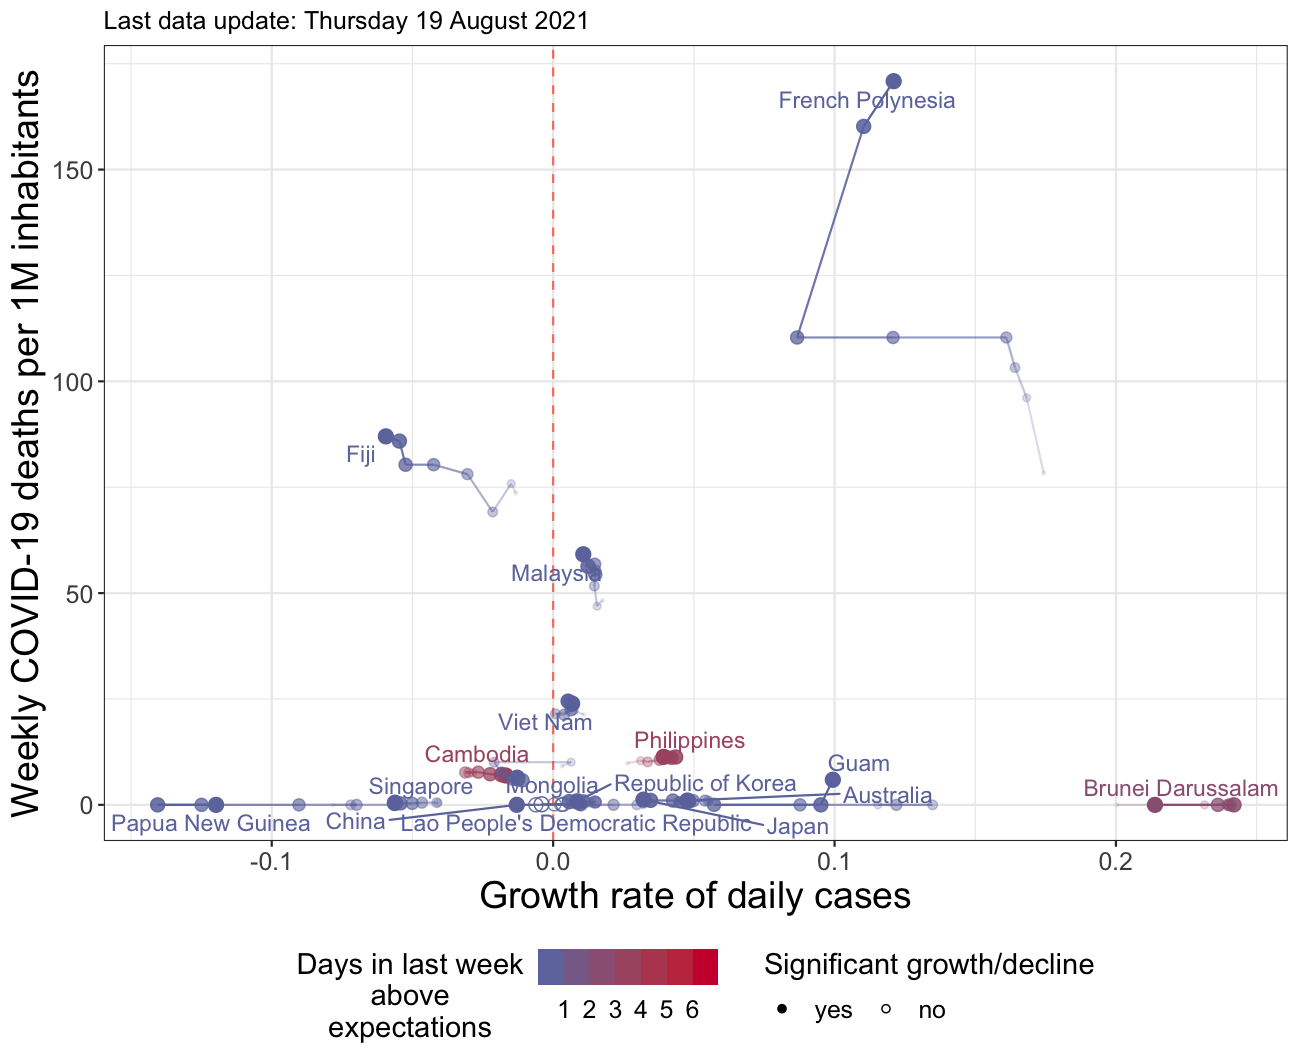 Last data update: Thursday 19 August 2021
Weekly COVID-19 deaths per 1M inhabitants
150
100
50
0
French Polynesia
Fiji
Malaysia
Viet Nam
Philippines
Cambodia
Guam
Singapore
Mongolia
Republic of Korea
Australia
Brunei Darussalam
Papua New Guinea
China
Lao People's Democratic Republic
Japan
-0.1
0.0
0.1
0.2
Growth rate of daily cases
Days in last week
above
expectations
1 2 3 4 5 6
Significant growth/decline
yes
no